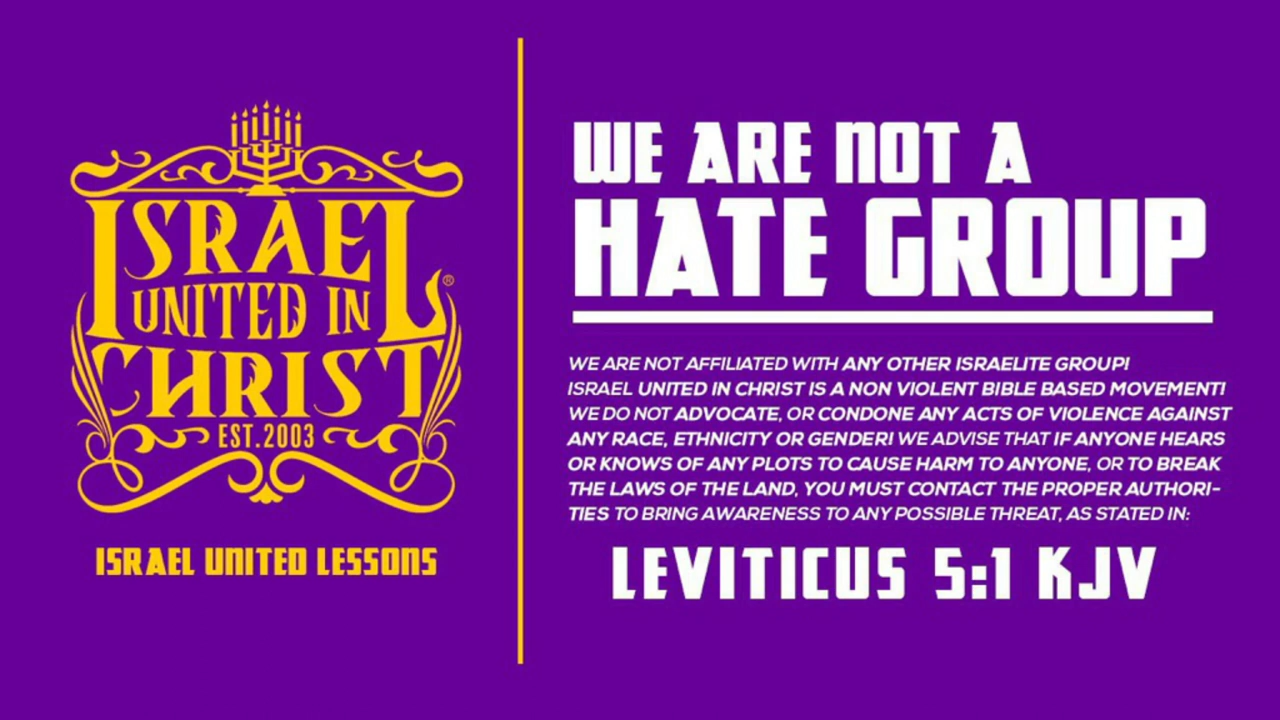 ISRAEL
UNITED IN
CHRIST
®
EST.2003
ISRAEL UNITED LESSONS
WE ARE NOT A
HATE GROUP
WE ARE NOT AFFILIATED WITH ANY OTHER ISRAELITE GROUP!
ISRAEL UNITED IN CHRIST IS A NON VIOLENT BIBLE BASED MOVEMENT!
WE DO NOT ADVOCATE, OR CONDONE ANY ACTS OF VIOLENCE AGAINST
ANY RACE, ETHNICITY OR GENDER! WE ADVISE THAT IF ANYONE HEARS
OR KNOWS OF ANY PLOTS TO CAUSE HARM TO ANYONE, OR TO BREAK
THE LAWS OF THE LAND, YOU MUST CONTACT THE PROPER AUTHORI-
TIES TO BRING AWARENESS TO ANY POSSIBLE THREAT, AS STATED IN:
LEVITICUS 5:1 KJV